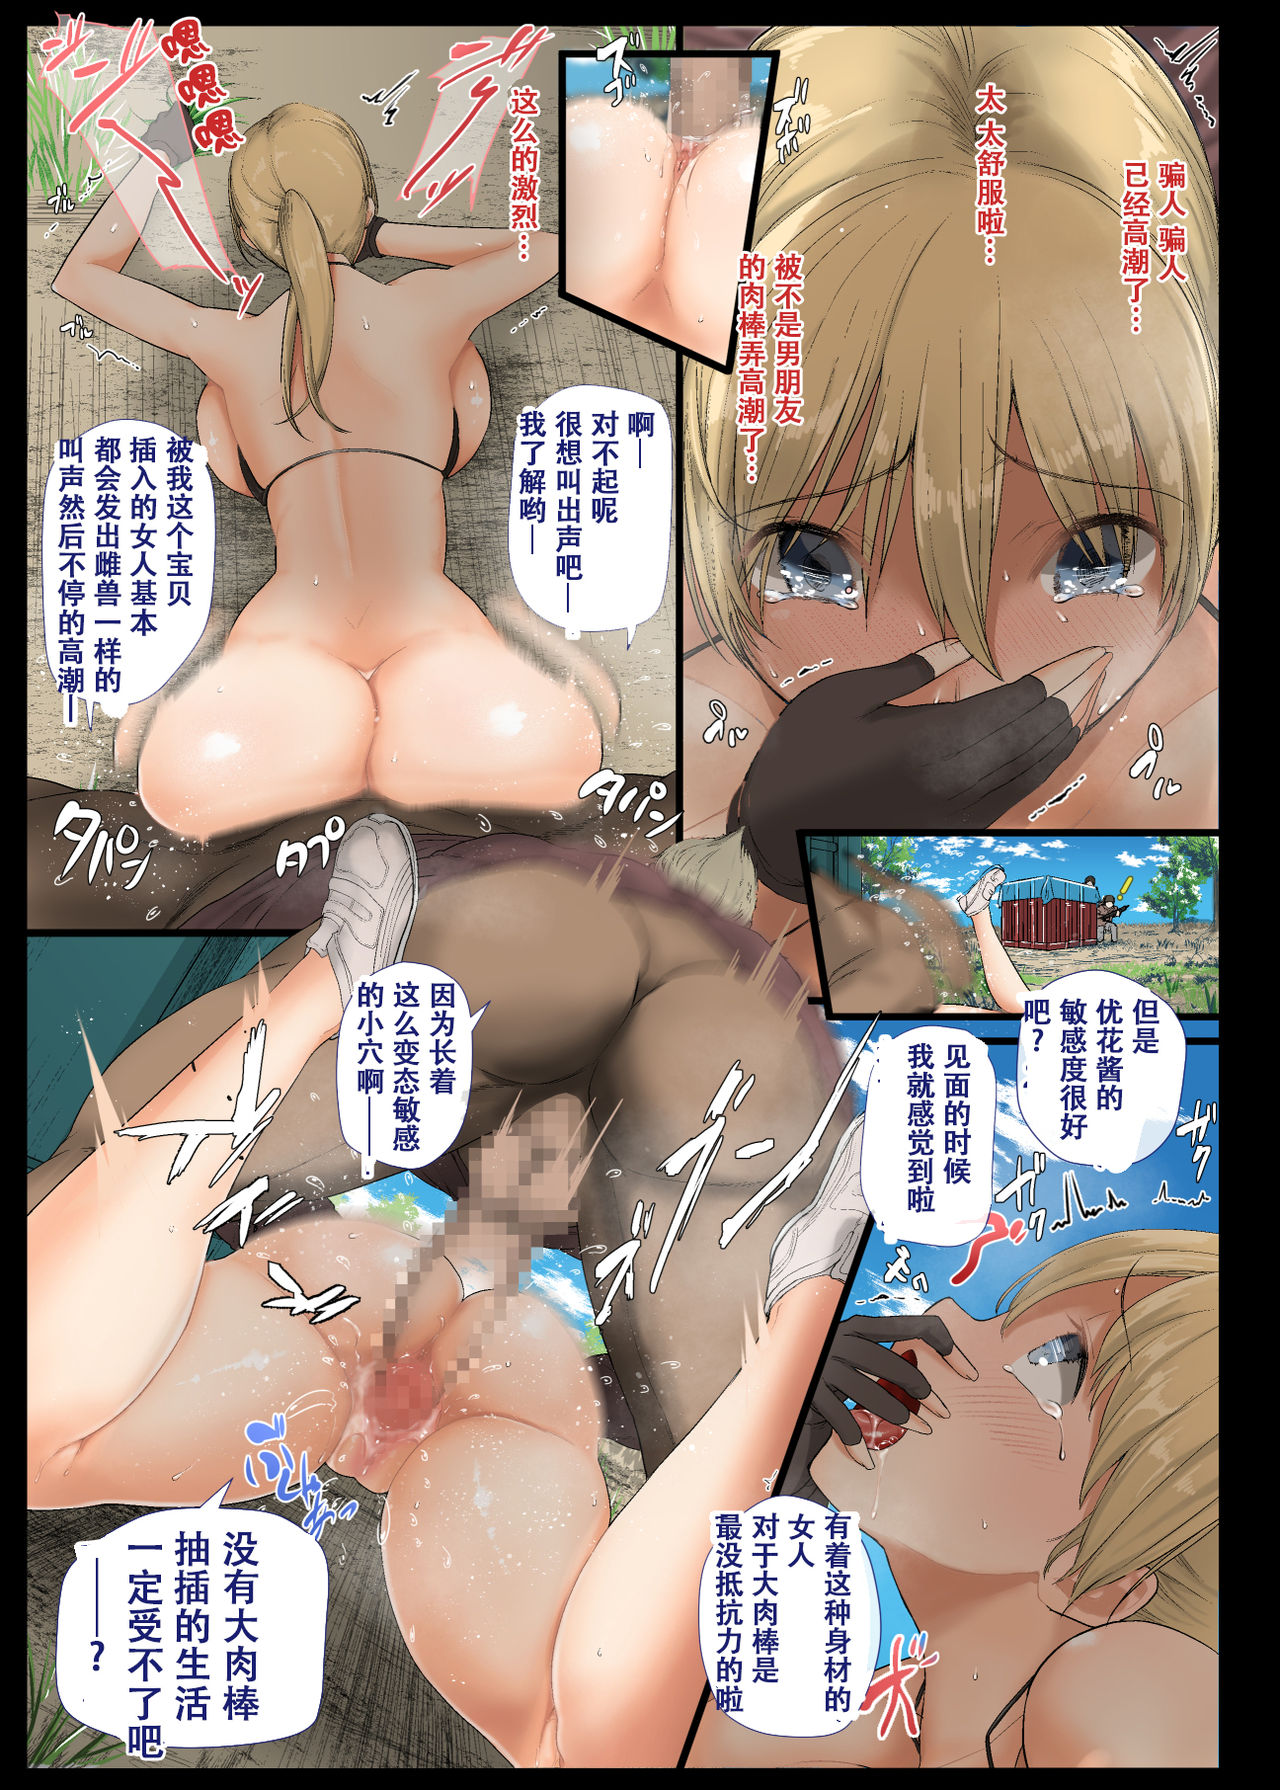 骗人骗人
已经高潮了…
太 太舒服啦…
被不是男朋友
的肉棒弄高潮了…
这么的激烈…
嗯嗯嗯
啊—
对不起呢
很想叫出声吧—
我了解哟—
被我这个宝贝
插入的女人基本
都会发出雌兽一样的
叫声然后不停的高潮—
タパン
タプ
タパン
但是
优花酱的
敏感度很好
吧?
见面的时候
我就感觉到啦
因为长着
这么变态敏感
的小穴啊——
有着这种身材的
女人
对于大肉棒是
最没抵抗力的啦
没有大肉棒
抽插的生活
一定受不了吧
——?